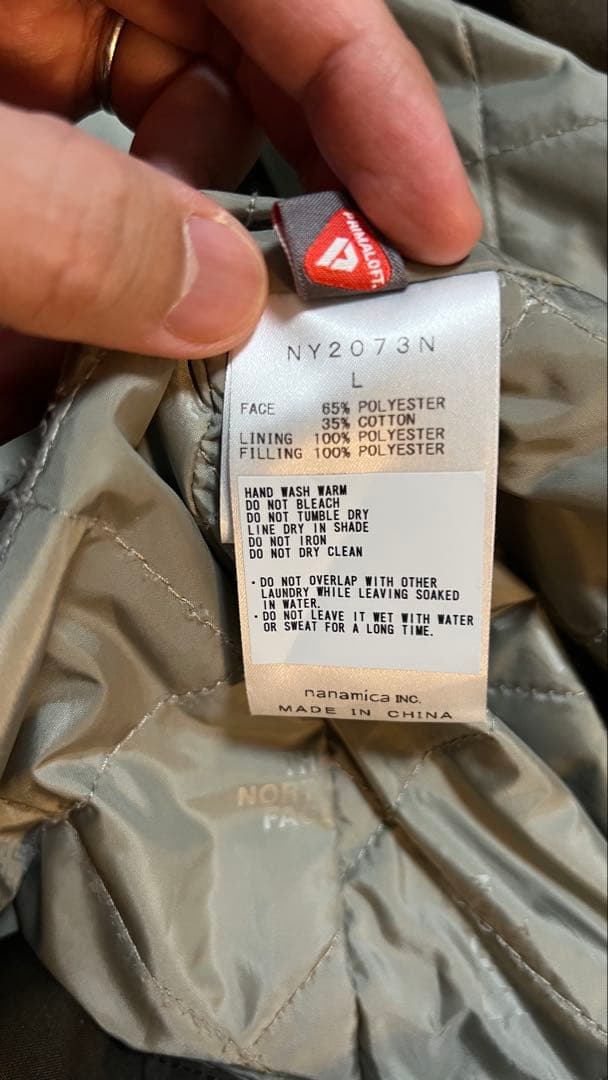 PRIMALOFT.
NY2073N
L
FACE 65% POLYESTER
35% COTTON
LINING 100% POLYESTER
FILLING 100% POLYESTER
HAND WASH WARM
DO NOT BLEACH
DO NOT TUMBLE DRY
LINE DRY IN SHADE
DO NOT IRON
DO NOT DRY CLEAN
・DO NOT OVERLAP WITH OTHER
LAUNDRY WHILE LEAVING SOAKED
IN WATER.
・DO NOT LEAVE IT WET WITH WATER
OR SWEAT FOR A LONG TIME.
nanamica INC.
MADE IN CHINA